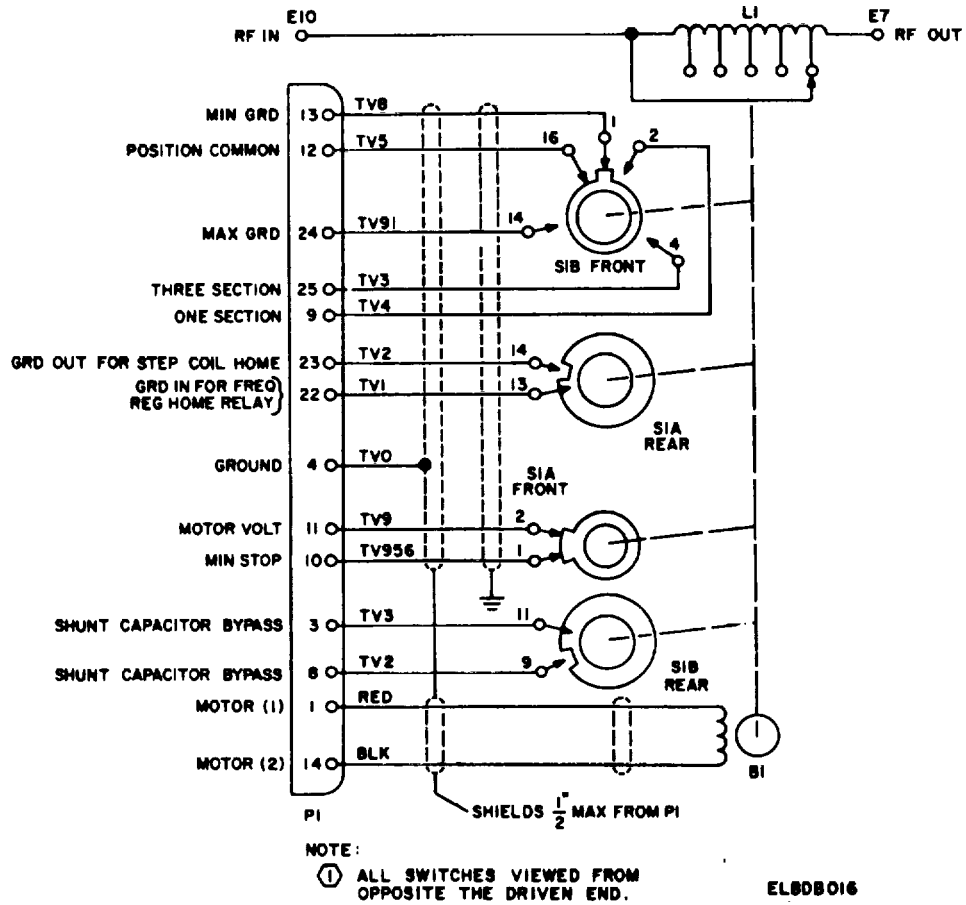 E10
L1
E7
RF IN
RF OUT
MIN GRD 13 TV8
1
2
POSITION COMMON 12 TV5
16
MAX GRD 24 TV91
14
4
S1B FRONT
THREE SECTION 25 TV3
ONE SECTION 9 TV4
GRD OUT FOR STEP COIL HOME 23 TV2
14
GRD IN FOR FREQ
REG HOME RELAY} 22 TV1
13
S1A
REAR
GROUND 4 TV0
S1A
FRONT
MOTOR VOLT 11 TV9
2
MIN STOP 10 TV956
1
SHUNT CAPACITOR BYPASS 3 TV3
11
SHUNT CAPACITOR BYPASS 8 TV2
9
S1B
REAR
MOTOR (1) 1 RED
MOTOR (2) 14 BLK
B1
P1
SHIELDS 1/2" MAX FROM P1
NOTE:
1 ALL SWITCHES VIEWED FROM
OPPOSITE THE DRIVEN END.
EL8DB016